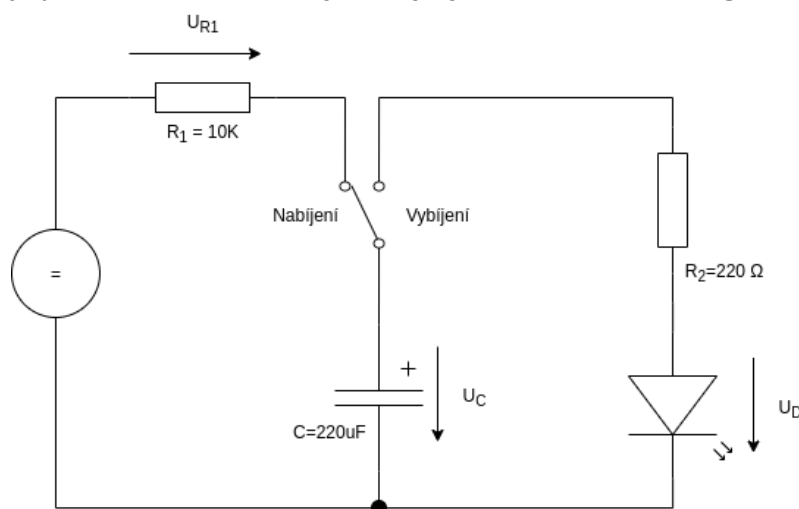 U_R1
R_1 = 10K
Nabíjení
Vybíjení
=
R_2=220 Ω
+
U_C
C=220uF
U_D